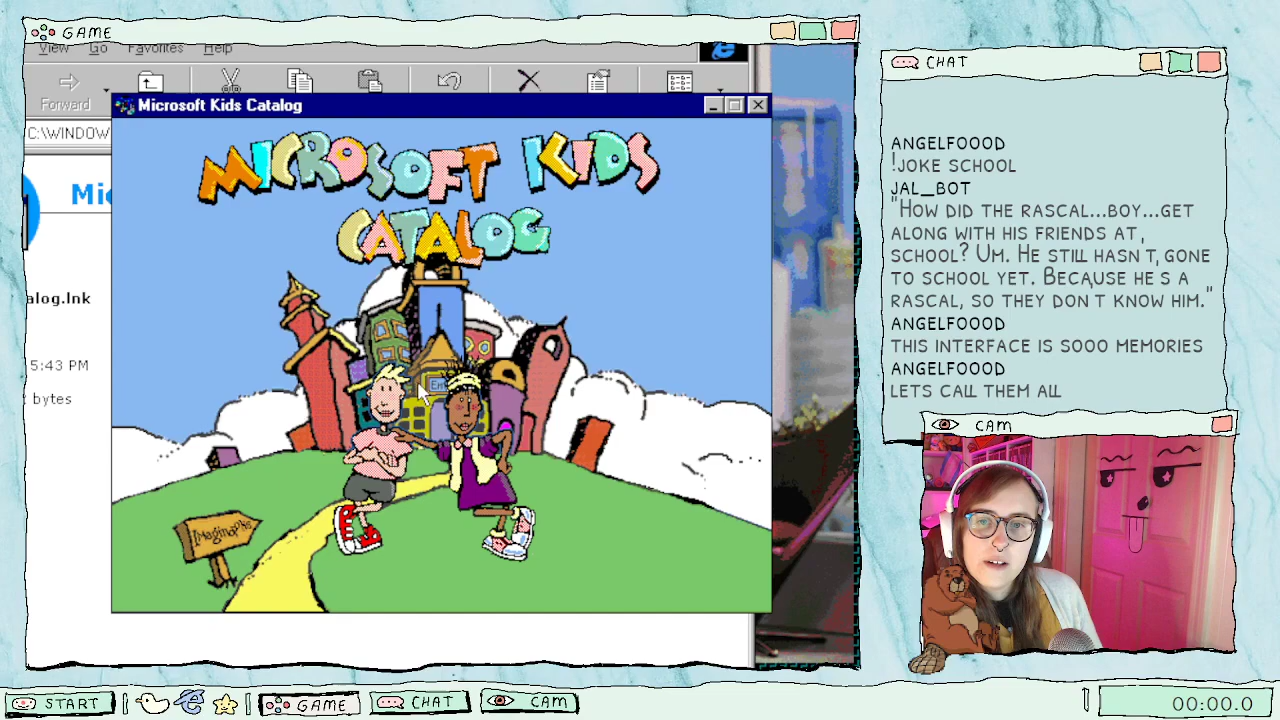 GAME
View Go Favorites Help
Forward
C:\WINDOW
Microsoft Kids Catalog
Mic
MICROSOFT KIDS
CATALOG
alog.lnk
5:43 PM
bytes
CHAT
ANGELFOOOD
!JOKE SCHOOL
JAL_BOT
"HOW DID THE RASCAL...BOY...GET
ALONG WITH HIS FRIENDS AT,
SCHOOL? UM. HE STILL HASN T, GONE
TO SCHOOL YET. BECAUSE HE S A
RASCAL, SO THEY DON T KNOW HIM."
ANGELFOOOD
THIS INTERFACE IS SOOO MEMORIES
ANGELFOOOD
LETS CALL THEM ALL
CAM
START
GAME
CHAT
CAM
00:00.0